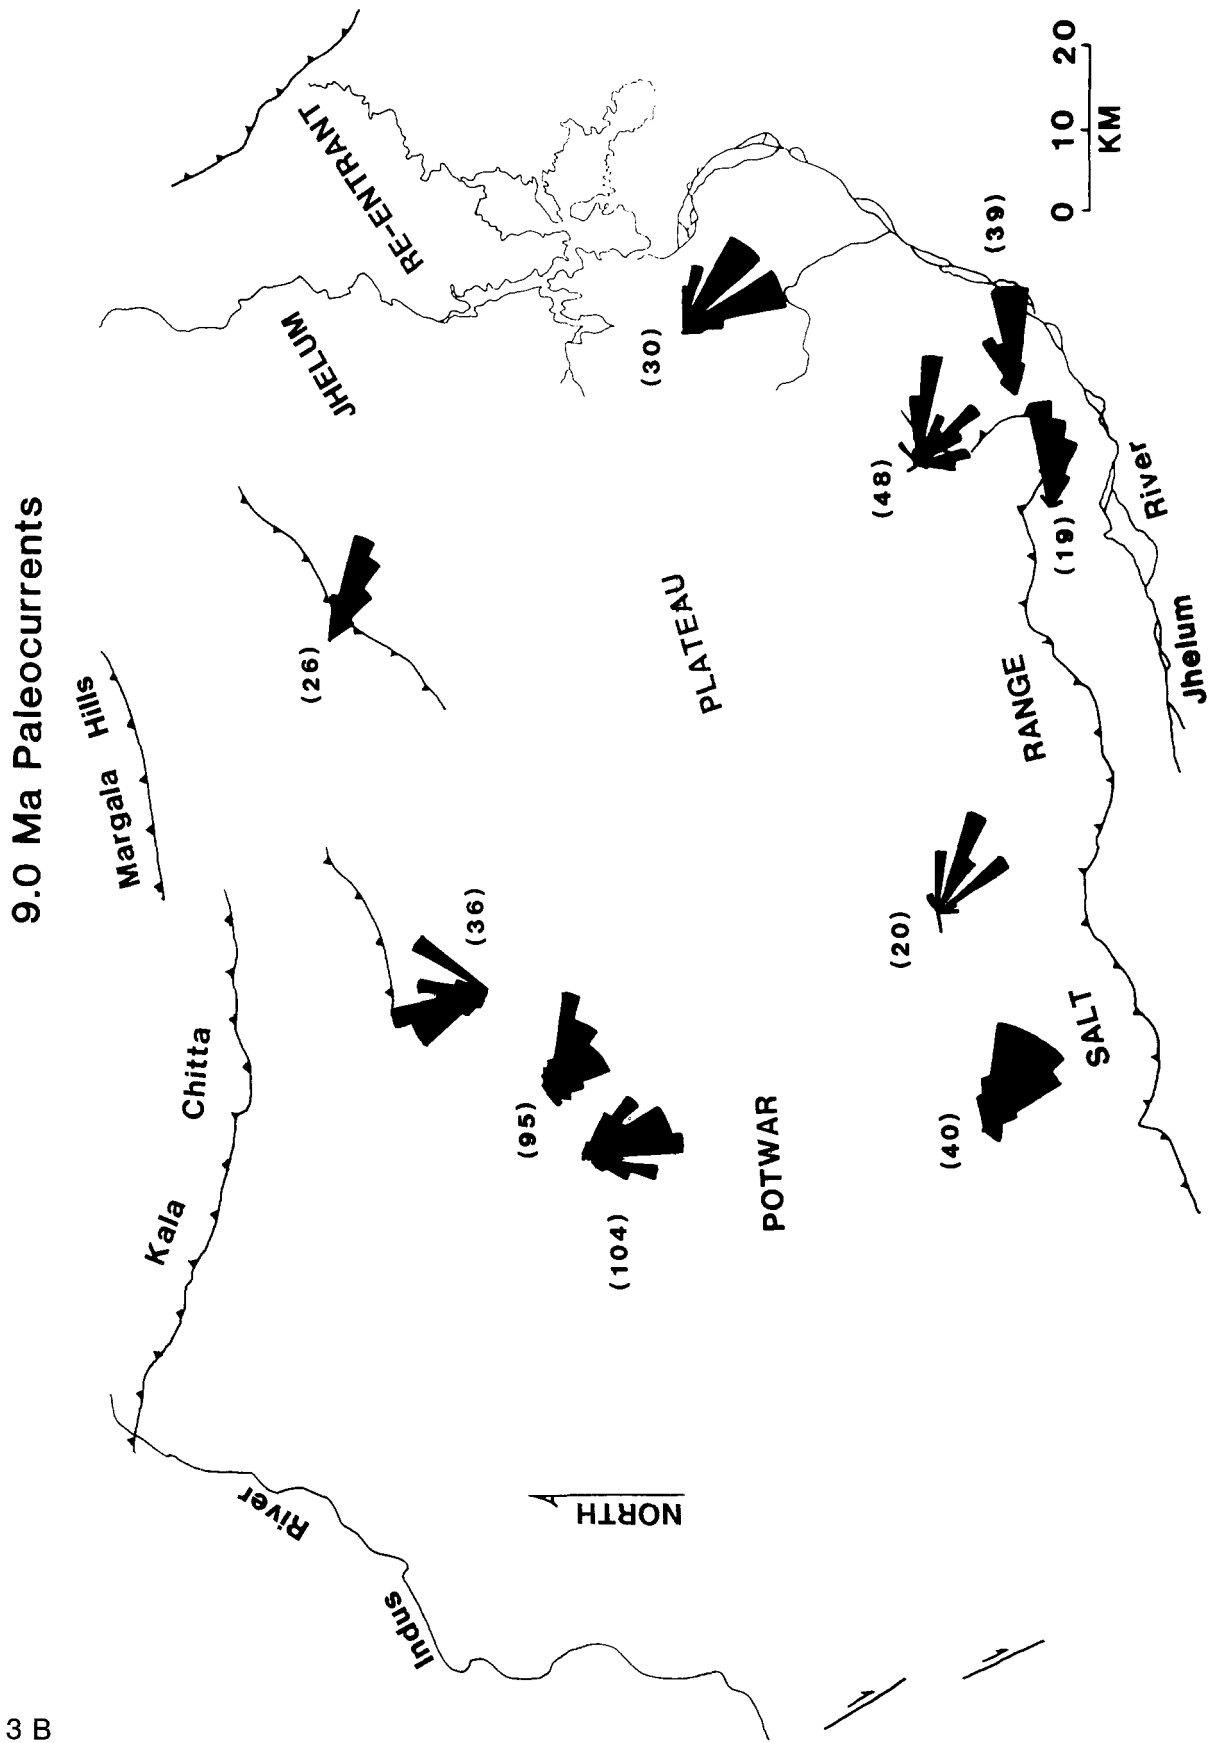 3 B
9.0 Ma Paleocurrents
Margala Hills
Kala Chitta
JHELUM RE-ENTRANT
(26)
(36)
(95)
(104)
(30)
(48)
(39)
(19)
(20)
(40)
POTWAR PLATEAU
SALT RANGE
Indus River
Jhelum River
NORTH
0 10 20
KM